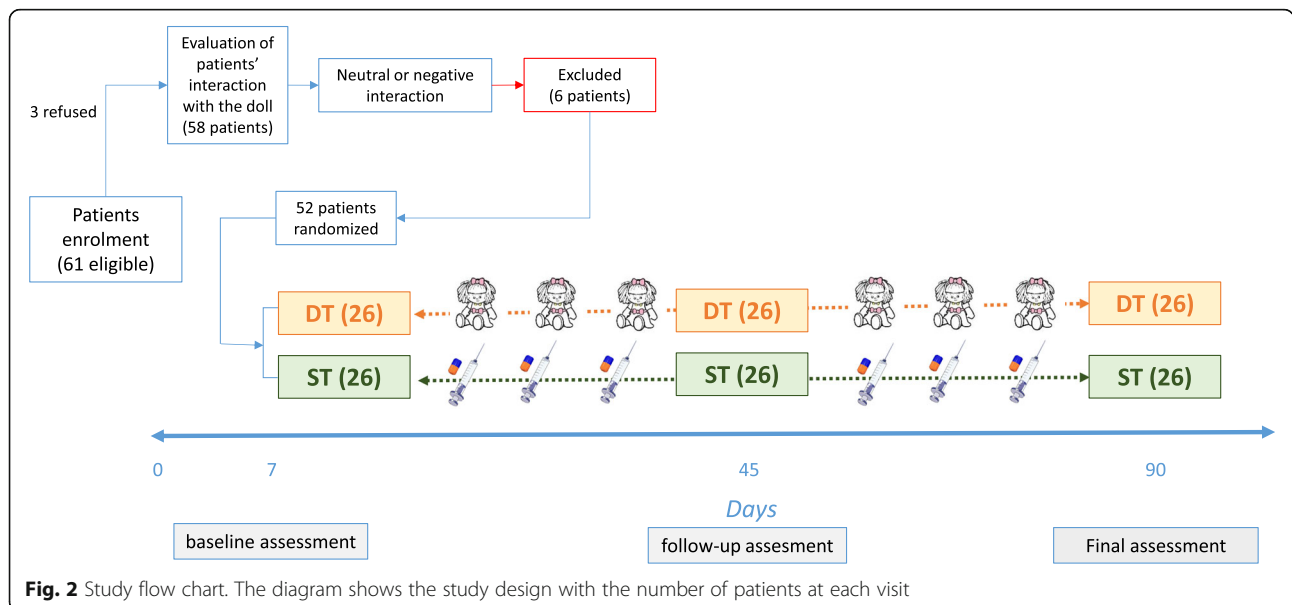 3 refused
Patients
enrolment
(61 eligible)
Evaluation of
patients’
interaction
with the doll
(58 patients)
Neutral or negative
interaction
Excluded
(6 patients)
52 patients
randomized
DT (26)
DT (26)
DT (26)
ST (26)
ST (26)
ST (26)
0
7
45
90
Days
baseline assessment
follow-up assesment
Final assessment
Fig. 2 Study flow chart. The diagram shows the study design with the number of patients at each visit